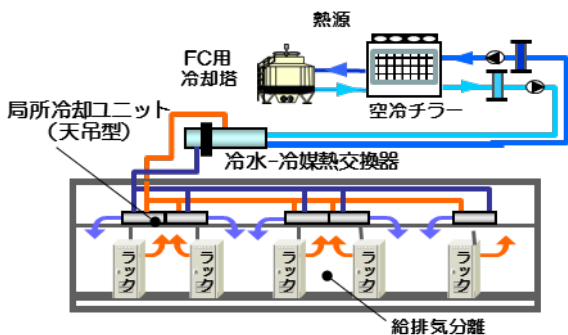 熱源
FC用
冷却塔
空冷チラー
局所冷却ユニット
(天吊型)
冷水-冷媒熱交換器
ラック
ラック
ラック
ラック
ラック
給排気分離